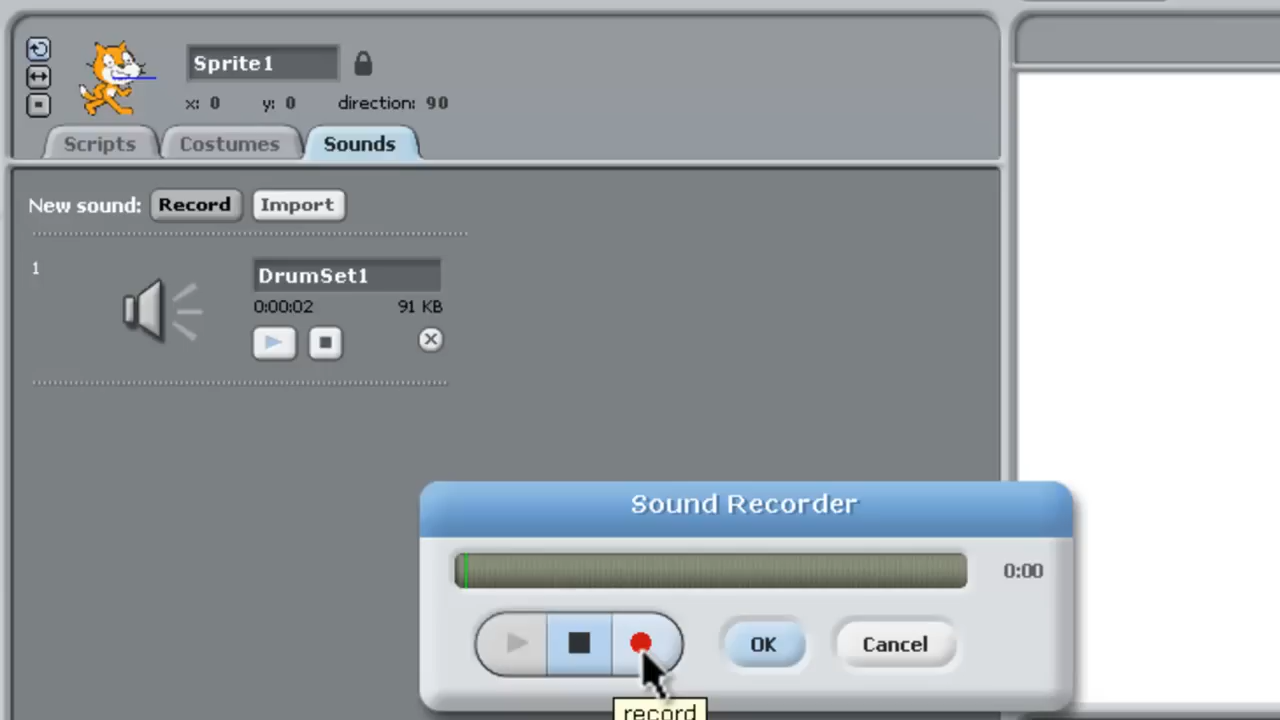 Sprite1
x: 0 y: 0 direction: 90
Scripts Costumes Sounds
New sound: Record Import
1
DrumSet1
0:00:02 91 KB
Sound Recorder
0:00
OK Cancel
record